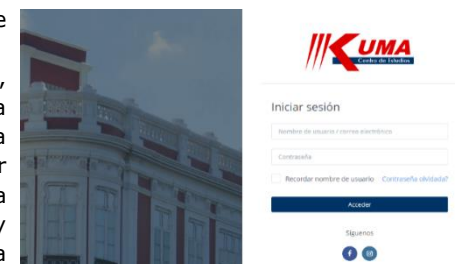 e
,
a
a
r
a
y
a
KUMA
Centro de Estudios
Iniciar sesión
Nombre de usuario / correo electrónico
Contraseña
Recordar nombre de usuario Contraseña olvidada?
Acceder
Síguenos